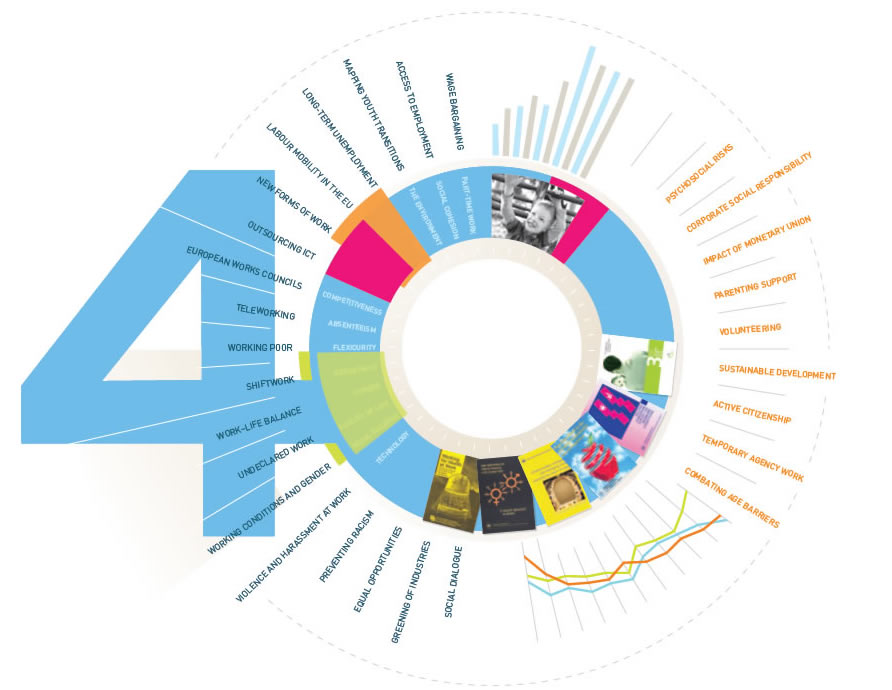 4
WAGE BARGAINING
ACCESS TO EMPLOYMENT
MAPPING YOUTH TRANSITIONS
LONG-TERM UNEMPLOYMENT
LABOUR MOBILITY IN THE EU
NEW FORMS OF WORK
OUTSOURCING ICT
EUROPEAN WORKS COUNCILS
TELEWORKING
WORKING POOR
SHIFTWORK
WORK-LIFE BALANCE
UNDECLARED WORK
WORKING CONDITIONS AND GENDER
VIOLENCE AND HARASSMENT AT WORK
PREVENTING RACISM
EQUAL OPPORTUNITIES
GREENING OF INDUSTRIES
SOCIAL DIALOGUE
PART-TIME WORK
SOCIAL COHESION
THE ENVIRONMENT
COMPETITIVENESS
ABSENTEEISM
FLEXICURITY
TECHNOLOGY
PSYCHOSOCIAL RISKS
CORPORATE SOCIAL RESPONSIBILITY
IMPACT OF MONETARY UNION
PARENTING SUPPORT
VOLUNTEERING
SUSTAINABLE DEVELOPMENT
ACTIVE CITIZENSHIP
TEMPORARY AGENCY WORK
COMBATING AGE BARRIERS